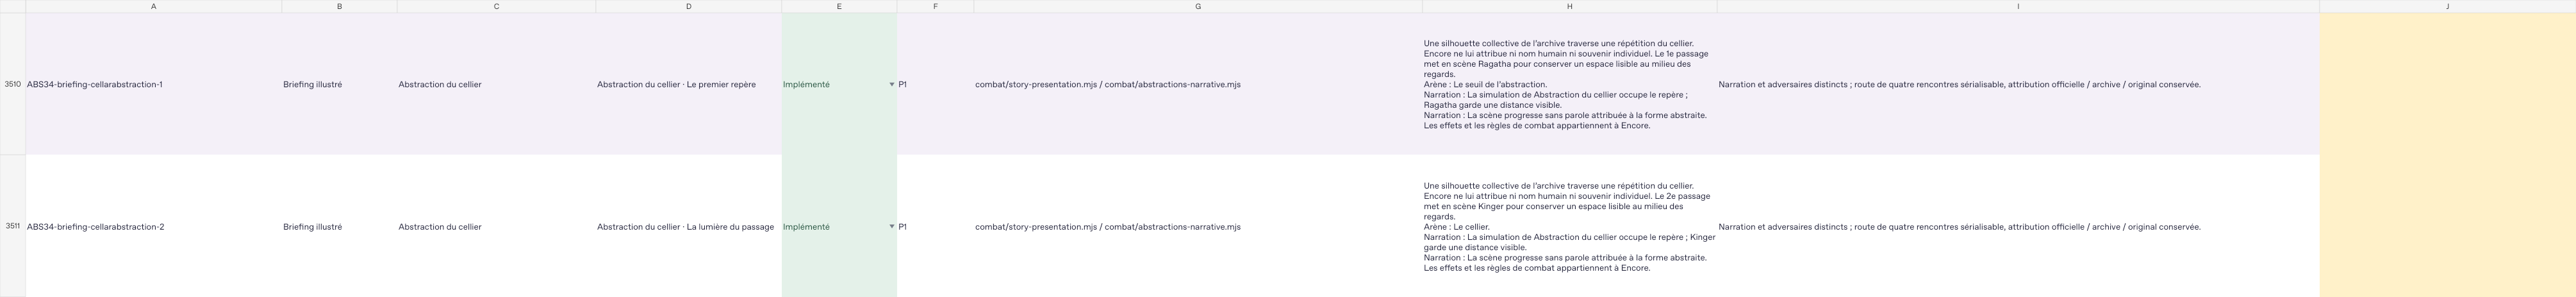 A B C D E F G H I J
3510
ABS34-briefing-cellarabstraction-1
Briefing illustré
Abstraction du cellier
Abstraction du cellier · Le premier repère
Implémenté
P1
combat/story-presentation.mjs / combat/abstractions-narrative.mjs
Une silhouette collective de l'archive traverse une répétition du cellier.
Encore ne lui attribue ni nom humain ni souvenir individuel. Le 1e passage
met en scène Ragatha pour conserver un espace lisible au milieu des
regards.
Arène : Le seuil de l'abstraction.
Narration : La simulation de Abstraction du cellier occupe le repère ;
Ragatha garde une distance visible.
Narration : La scène progresse sans parole attribuée à la forme abstraite.
Les effets et les règles de combat appartiennent à Encore.
Narration et adversaires distincts ; route de quatre rencontres sérialisable, attribution officielle / archive / original conservée.
3511
ABS34-briefing-cellarabstraction-2
Briefing illustré
Abstraction du cellier
Abstraction du cellier · La lumière du passage
Implémenté
P1
combat/story-presentation.mjs / combat/abstractions-narrative.mjs
Une silhouette collective de l'archive traverse une répétition du cellier.
Encore ne lui attribue ni nom humain ni souvenir individuel. Le 2e passage
met en scène Kinger pour conserver un espace lisible au milieu des
regards.
Arène : Le cellier.
Narration : La simulation de Abstraction du cellier occupe le repère ; Kinger
garde une distance visible.
Narration : La scène progresse sans parole attribuée à la forme abstraite.
Les effets et les règles de combat appartiennent à Encore.
Narration et adversaires distincts ; route de quatre rencontres sérialisable, attribution officielle / archive / original conservée.